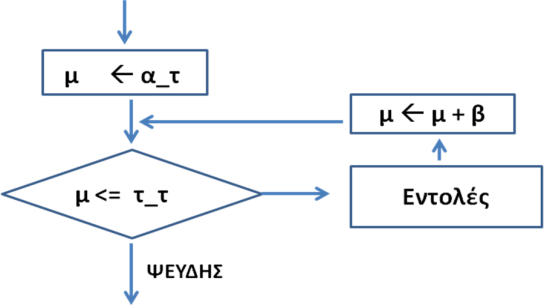 μ ← α_τ
μ ← μ + β
μ <= τ_τ
Εντολές
ΨΕΥΔΗΣ